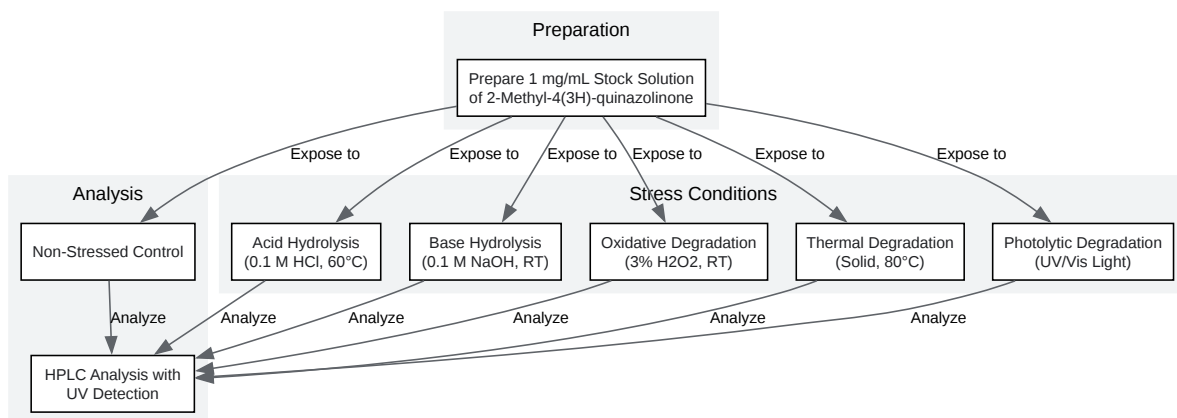 Preparation
Prepare 1 mg/mL Stock Solution
of 2-Methyl-4(3H)-quinazolinone
Expose to
Expose to
Expose to
Expose to
Expose to
Expose to
Analysis
Stress Conditions
Non-Stressed Control
Acid Hydrolysis
(0.1 M HCl, 60°C)
Base Hydrolysis
(0.1 M NaOH, RT)
Oxidative Degradation
(3% H2O2, RT)
Thermal Degradation
(Solid, 80°C)
Photolytic Degradation
(UV/Vis Light)
Analyze
Analyze
Analyze
Analyze
Analyze
Analyze
HPLC Analysis with
UV Detection